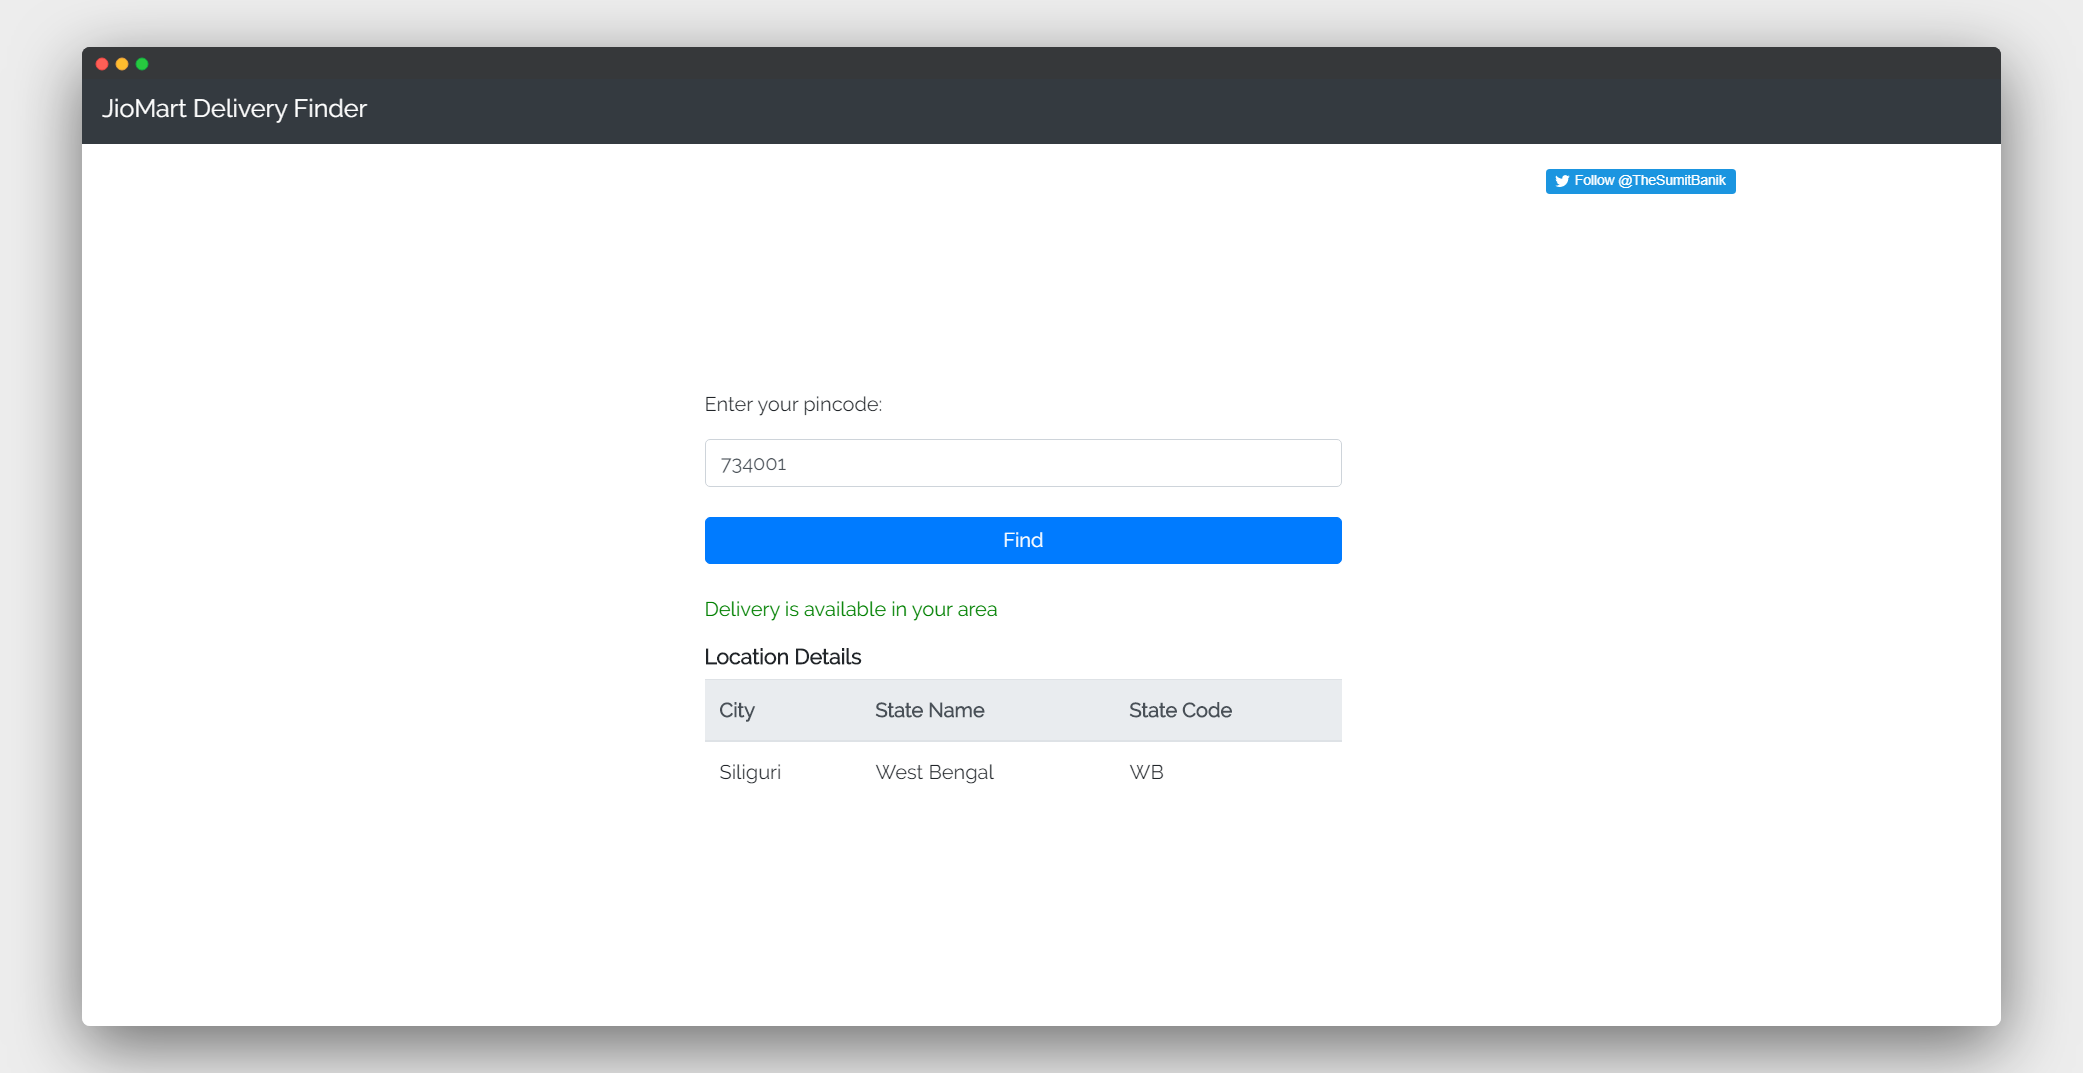 JioMart Delivery Finder
Follow @TheSumitBanik
Enter your pincode:
734001
Find
Delivery is available in your area
Location Details
City State Name State Code
Siliguri West Bengal WB